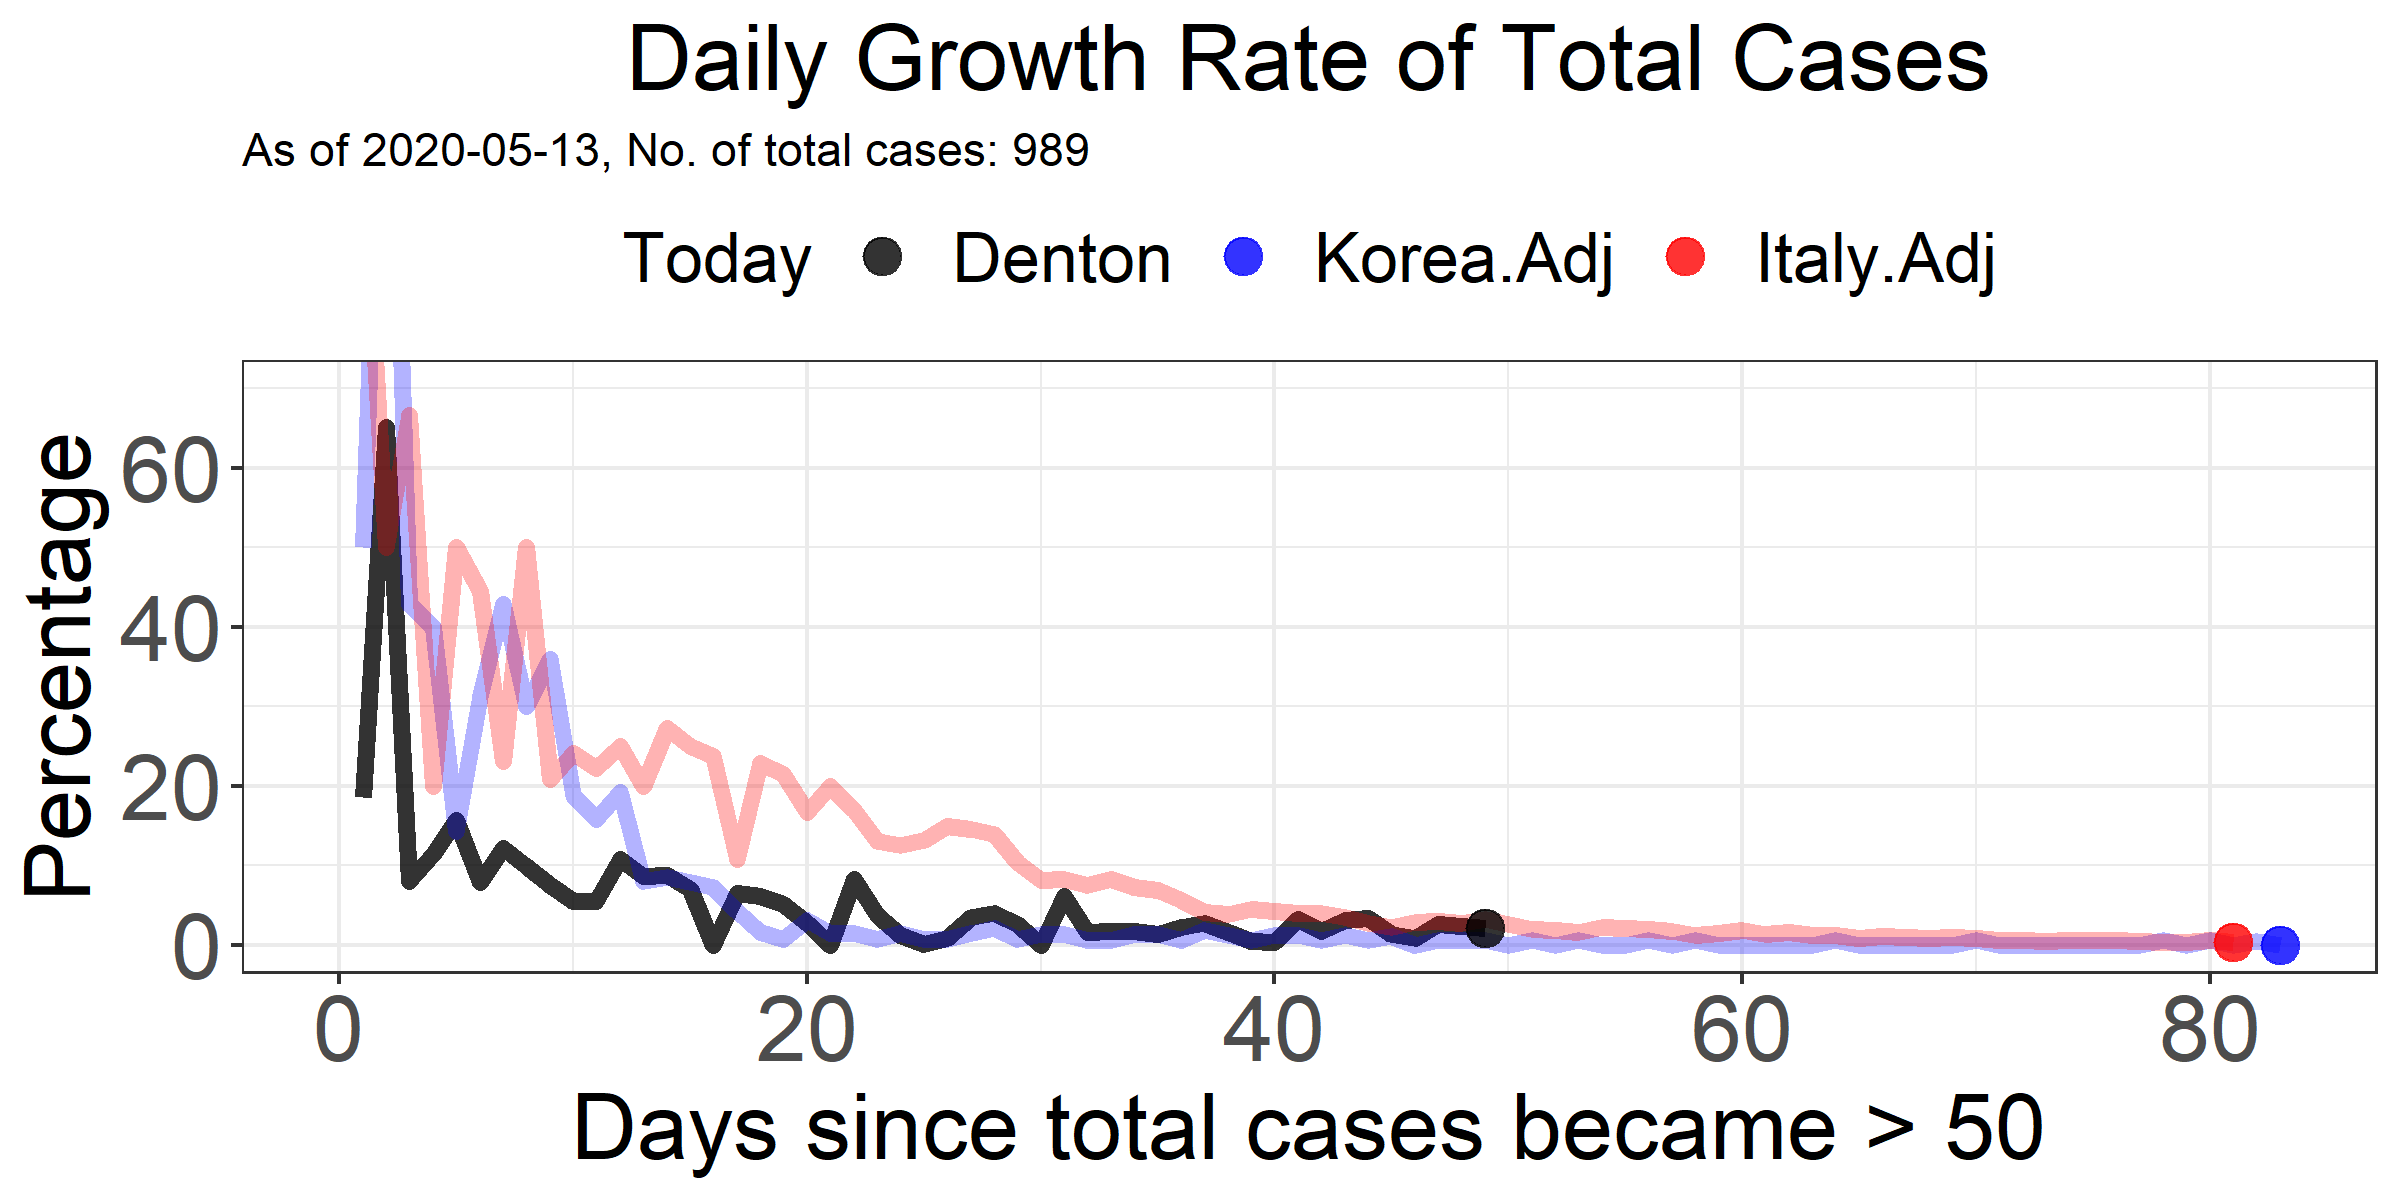 Daily Growth Rate of Total Cases
As of 2020-05-13, No. of total cases: 989
Today Denton Korea.Adj Italy.Adj
Percentage
60
40
20
0
0 20 40 60 80
Days since total cases became > 50